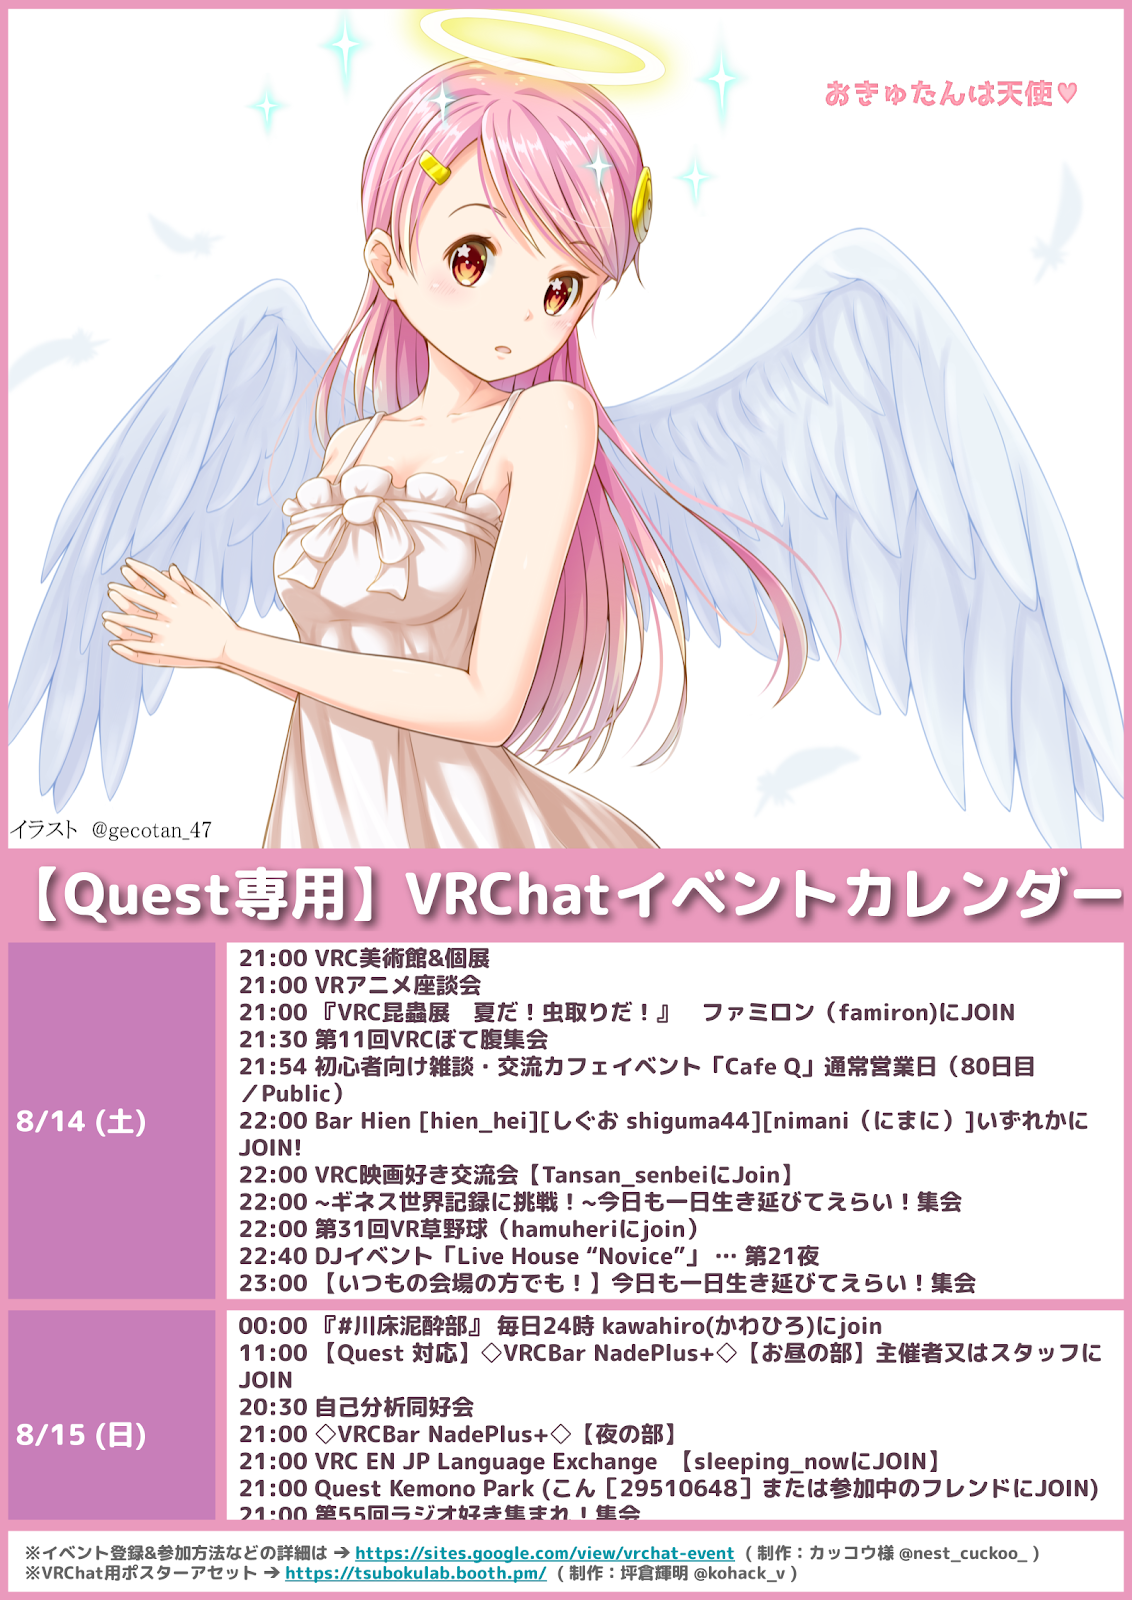 おきゅたんは天使♥
イラスト @gecotan_47
【Quest専用】VRChatイベントカレンダー
8/14 (土)
21:00 VRC美術館&個展
21:00 VRアニメ座談会
21:00 『VRC昆蟲展 夏だ！虫取りだ！』 ファミロン（famiron)にJOIN
21:30 第11回VRCぼて腹集会
21:54 初心者向け雑談・交流カフェイベント「Cafe Q」通常営業日（80日目
／Public）
22:00 Bar Hien [hien_hei][しぐお shiguma44][nimani（にまに）]いずれかに
JOIN!
22:00 VRC映画好き交流会【Tansan_senbeiにJoin】
22:00 ~ギネス世界記録に挑戦！~今日も一日生き延びてえらい！集会
22:00 第31回VR草野球（hamuheriにjoin）
22:40 DJイベント「Live House “Novice”」 … 第21夜
23:00 【いつもの会場の方でも！】今日も一日生き延びてえらい！集会
8/15 (日)
00:00 『#川床泥酔部』 毎日24時 kawahiro(かわひろ)にjoin
11:00 【Quest 対応】◇VRCBar NadePlus+◇【お昼の部】主催者又はスタッフに
JOIN
20:30 自己分析同好会
21:00 ◇VRCBar NadePlus+◇【夜の部】
21:00 VRC EN JP Language Exchange 【sleeping_nowにJOIN】
21:00 Quest Kemono Park (こん［29510648］または参加中のフレンドにJOIN)
21:00 第55回ラジオ好き集まれ！集会
※イベント登録&参加方法などの詳細は ➔ https://sites.google.com/view/vrchat-event ( 制作：カッコウ様 @nest_cuckoo_ )
※VRChat用ポスターアセット ➔ https://tsubokulab.booth.pm/ ( 制作：坪倉輝明 @kohack_v )